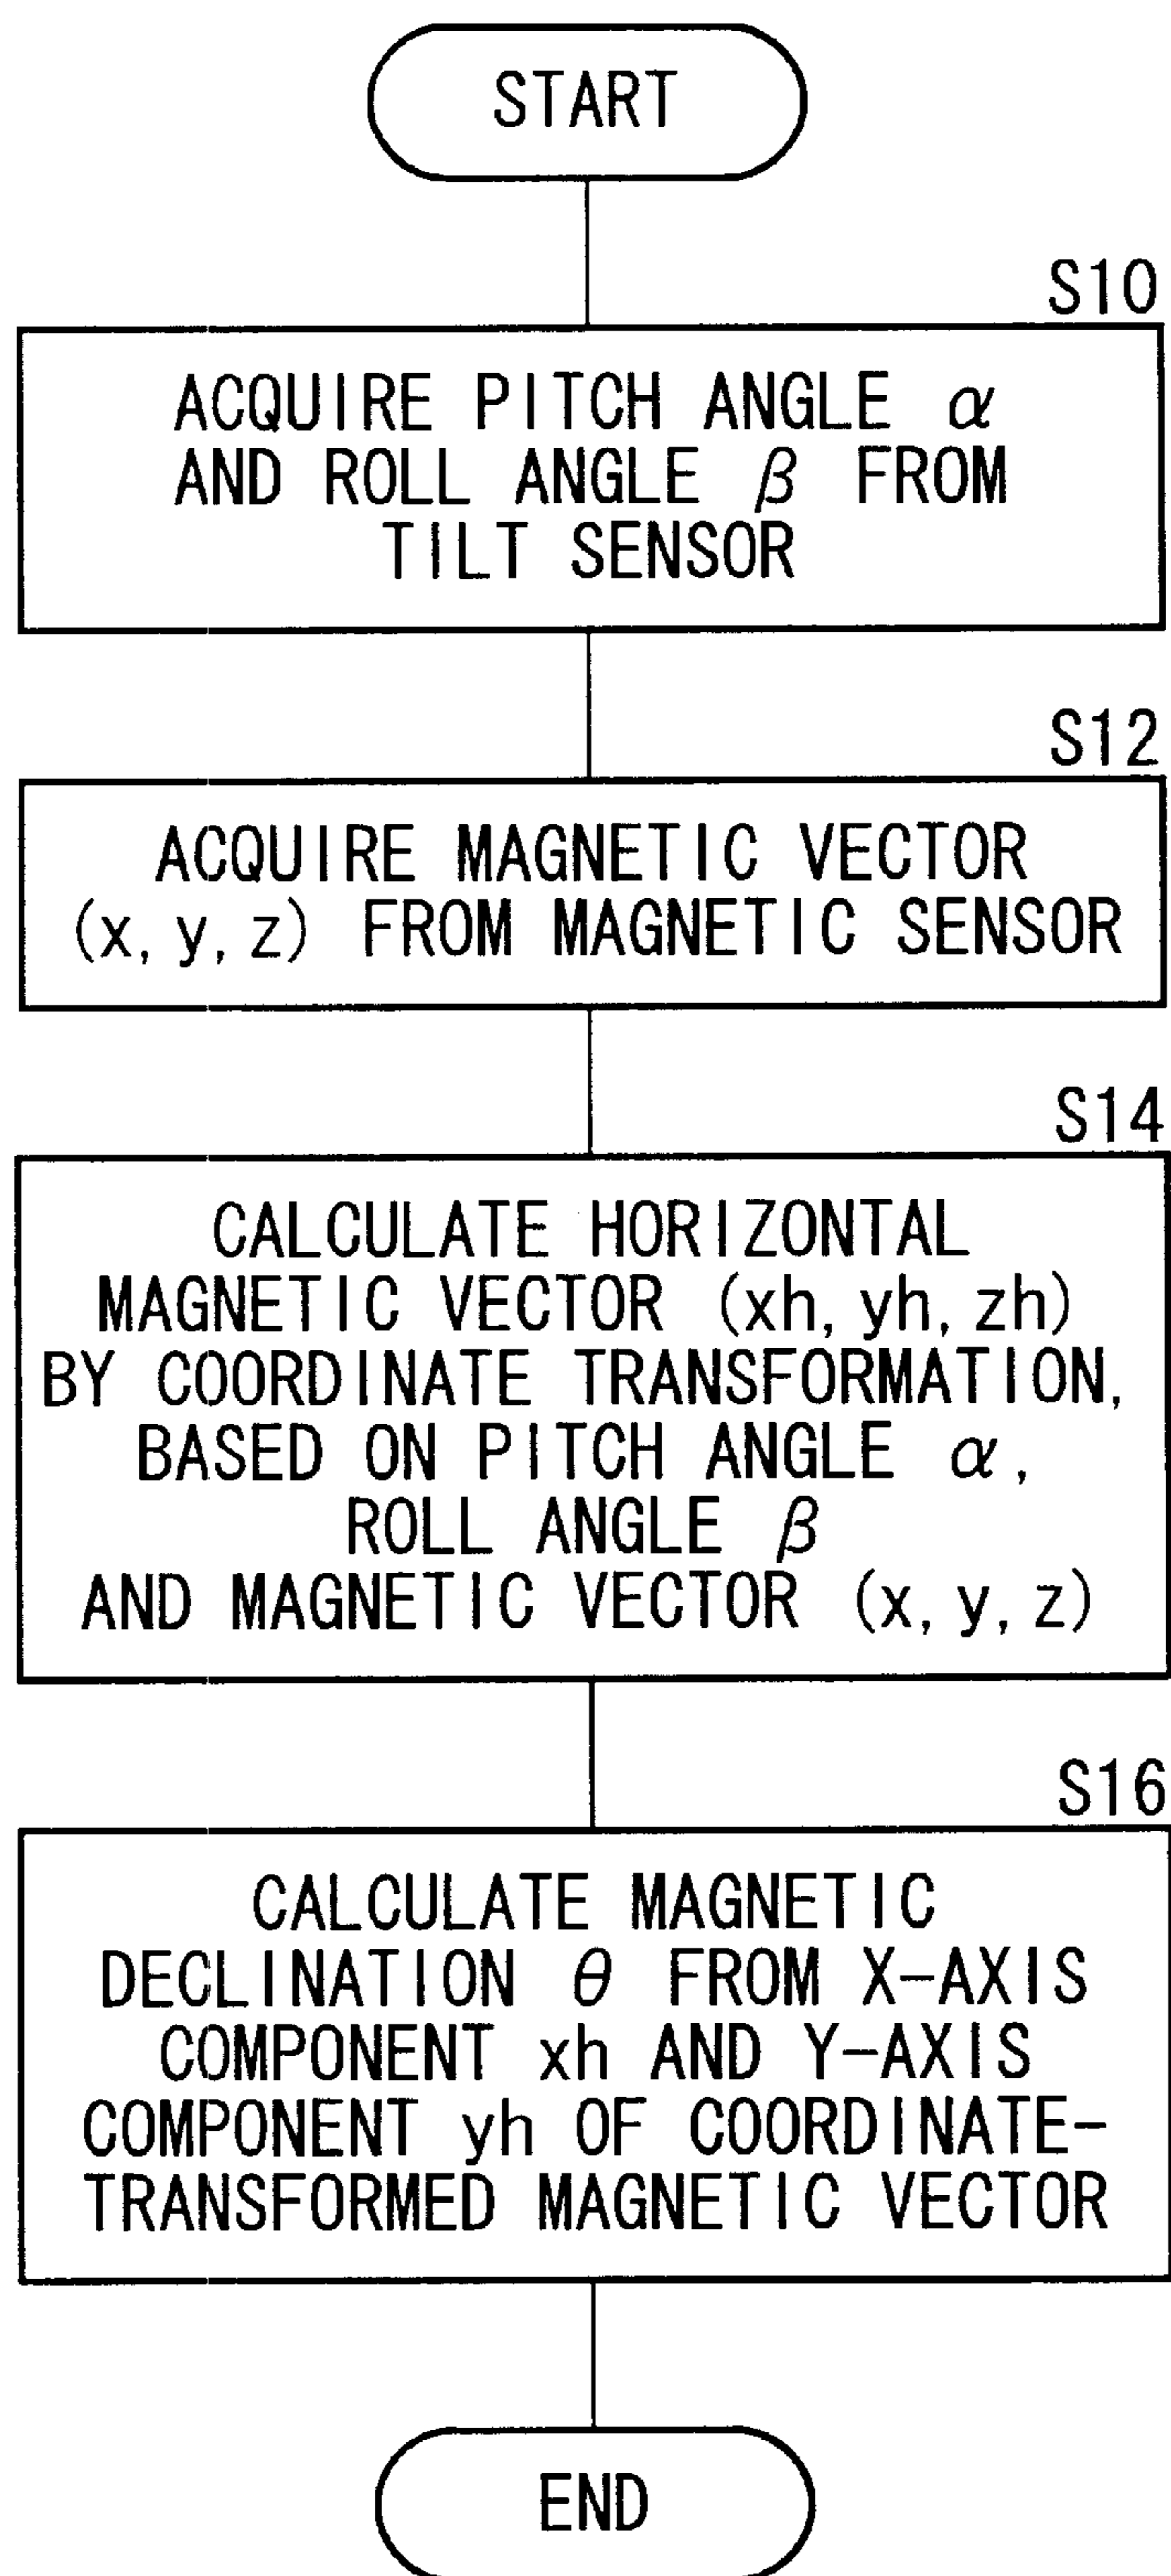 START
S10
ACQUIRE PITCH ANGLE α
AND ROLL ANGLE β FROM
TILT SENSOR
S12
ACQUIRE MAGNETIC VECTOR
(x, y, z) FROM MAGNETIC SENSOR
S14
CALCULATE HORIZONTAL
MAGNETIC VECTOR (xh, yh, zh)
BY COORDINATE TRANSFORMATION,
BASED ON PITCH ANGLE α,
ROLL ANGLE β
AND MAGNETIC VECTOR (x, y, z)
S16
CALCULATE MAGNETIC
DECLINATION θ FROM X-AXIS
COMPONENT xh AND Y-AXIS
COMPONENT yh OF COORDINATE-
TRANSFORMED MAGNETIC VECTOR
END